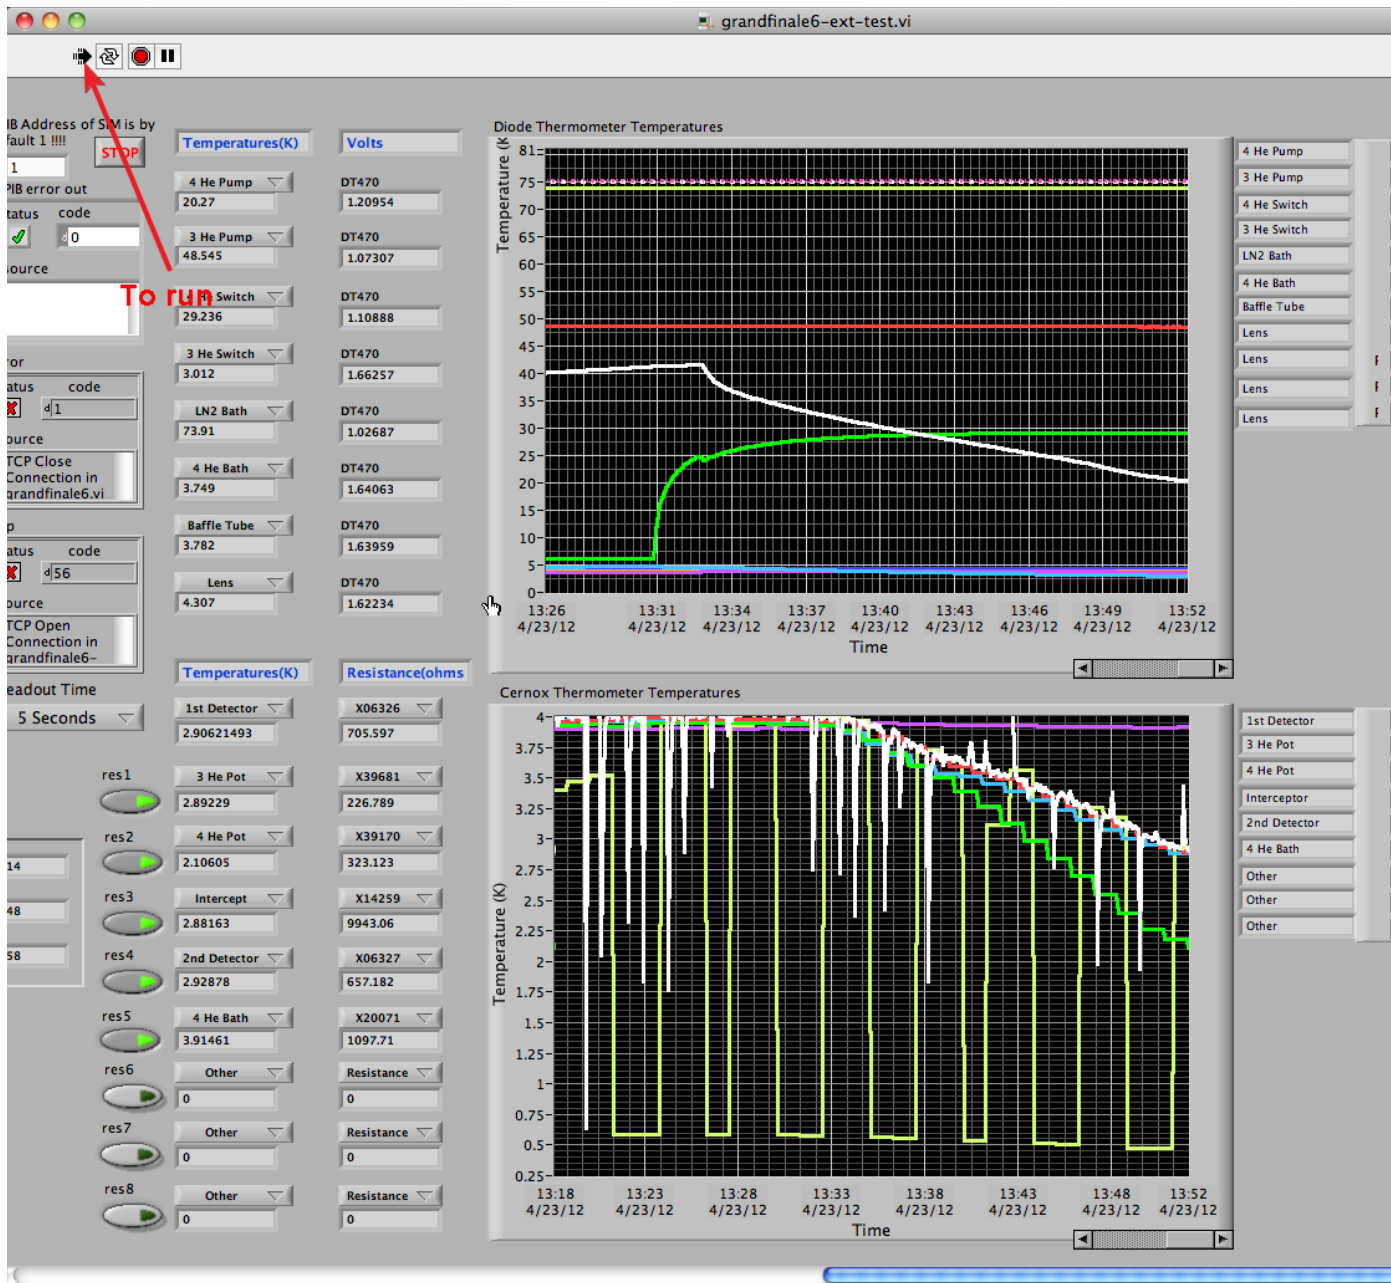 grandfinale6-ext-test.vi
IB Address of SIM is by
fault 1 !!!!
STOP
1
PIB error out
tatus code
d 0
source
To run
ror
tatus code
d 1
ource
TCP Close
Connection in
grandfinale6.vi
p
atus code
d 56
ource
TCP Open
Connection in
grandfinale6-
eadout Time
5 Seconds
14
48
58
Temperatures(K) Volts
4 He Pump DT470
20.27 1.20954
3 He Pump DT470
48.545 1.07307
He Switch DT470
29.236 1.10888
3 He Switch DT470
3.012 1.66257
LN2 Bath DT470
73.91 1.02687
4 He Bath DT470
3.749 1.64063
Baffle Tube DT470
3.782 1.63959
Lens DT470
4.307 1.62234
Temperatures(K) Resistance(ohms
1st Detector X06326
2.90621493 705.597
res1 3 He Pot X39681
2.89229 226.789
res2 4 He Pot X39170
2.10605 323.123
res3 Intercept X14259
2.88163 9943.06
res4 2nd Detector X06327
2.92878 657.182
res5 4 He Bath X20071
3.91461 1097.71
res6 Other Resistance
0 0
res7 Other Resistance
0 0
res8 Other Resistance
0 0
Diode Thermometer Temperatures
Temperature (K
81
75
70
65
60
55
50
45
40
35
30
25
20
15
10
5
0
13:26 13:31 13:34 13:37 13:40 13:43 13:46 13:49 13:52
4/23/12 4/23/12 4/23/12 4/23/12 4/23/12 4/23/12 4/23/12 4/23/12 4/23/12
Time
4 He Pump
3 He Pump
4 He Switch
3 He Switch
LN2 Bath
4 He Bath
Baffle Tube
Lens
Lens
Lens
Lens
Cernox Thermometer Temperatures
Temperature (K)
4
3.75
3.5
3.25
3
2.75
2.5
2.25
2
1.75
1.5
1.25
1
0.75
0.5
0.25
13:18 13:23 13:28 13:33 13:38 13:43 13:48 13:52
4/23/12 4/23/12 4/23/12 4/23/12 4/23/12 4/23/12 4/23/12 4/23/12
Time
1st Detector
3 He Pot
4 He Pot
Interceptor
2nd Detector
4 He Bath
Other
Other
Other